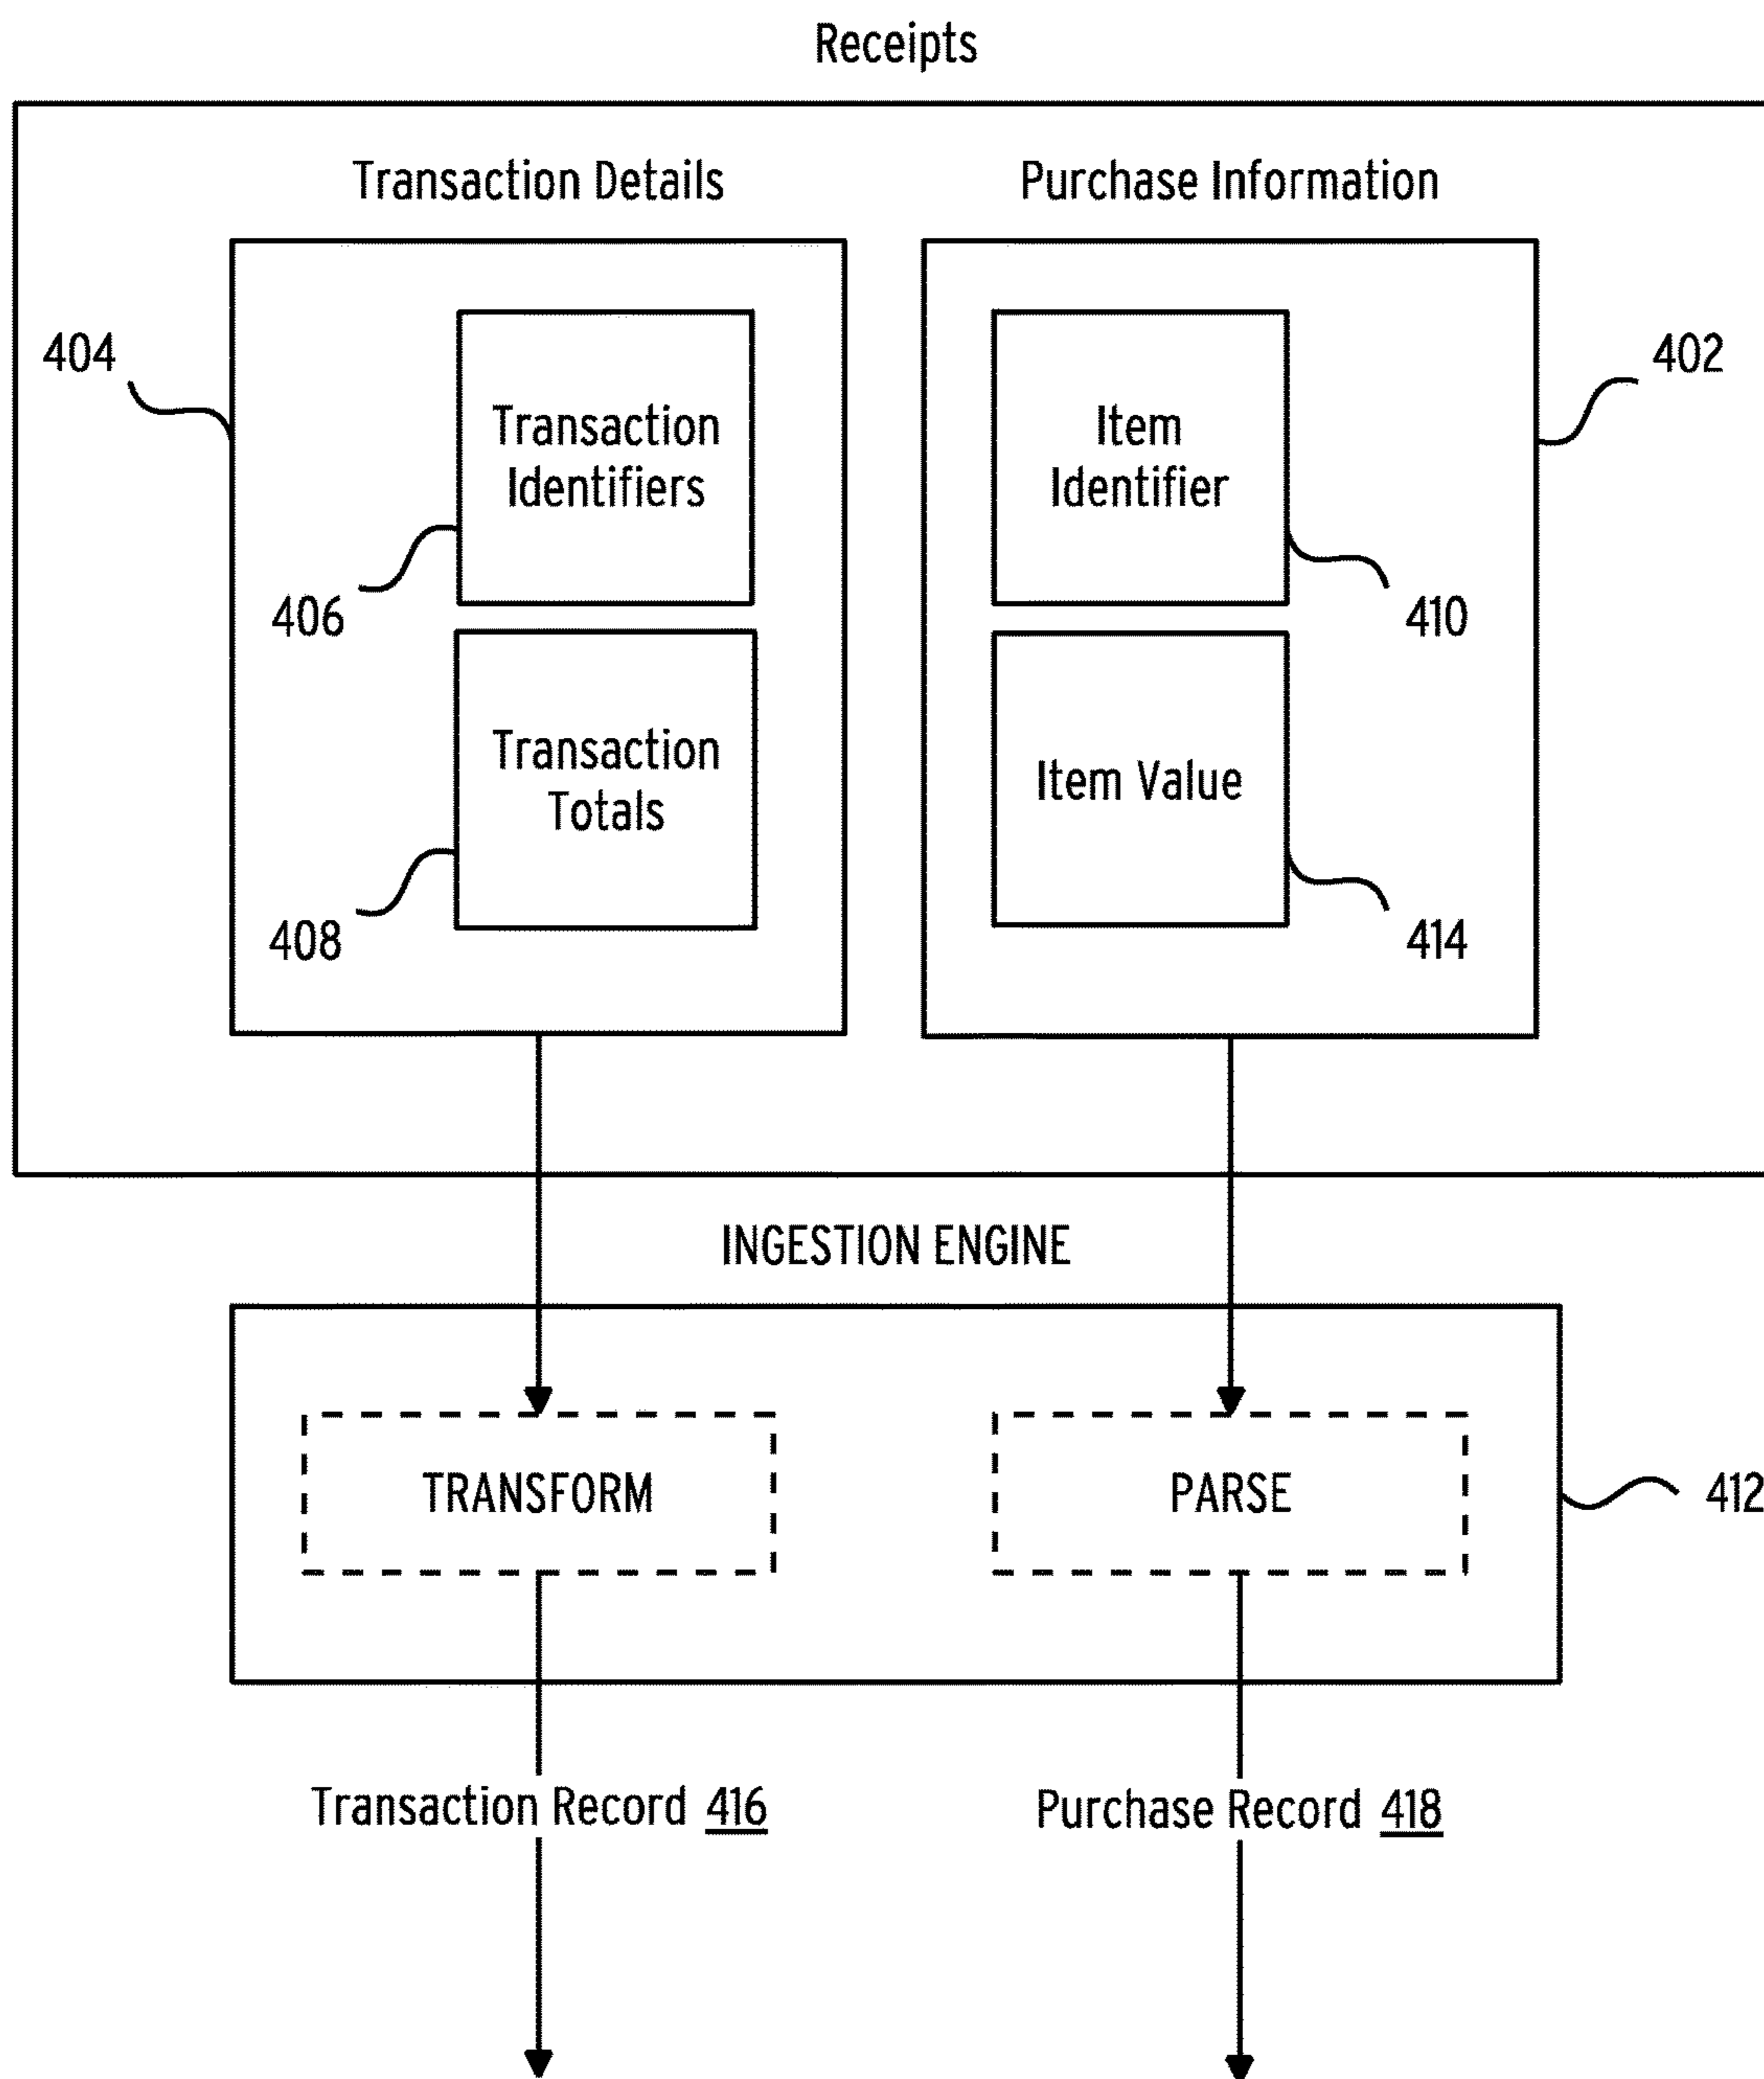 Receipts
Transaction Details
Purchase Information
404
402
Transaction
Identifiers
Item
Identifier
406
410
Transaction
Totals
Item Value
408
414
INGESTION ENGINE
TRANSFORM
PARSE
412
Transaction Record 416
Purchase Record 418